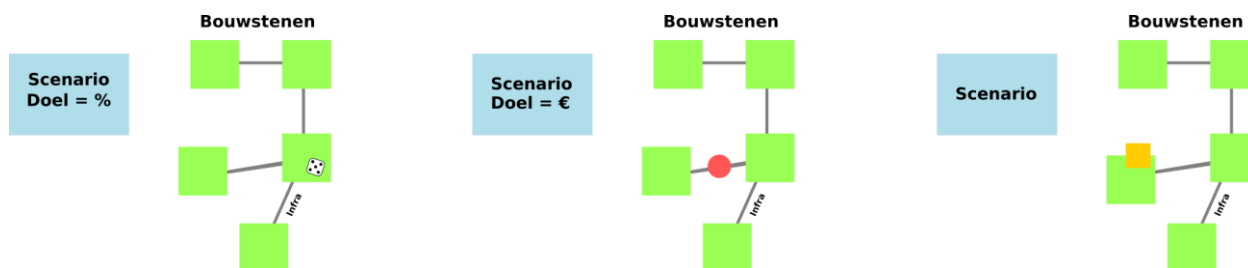 Bouwstenen
Scenario
Doel = %
Infra
Bouwstenen
Scenario
Doel = €
Infra
Bouwstenen
Scenario
Infra